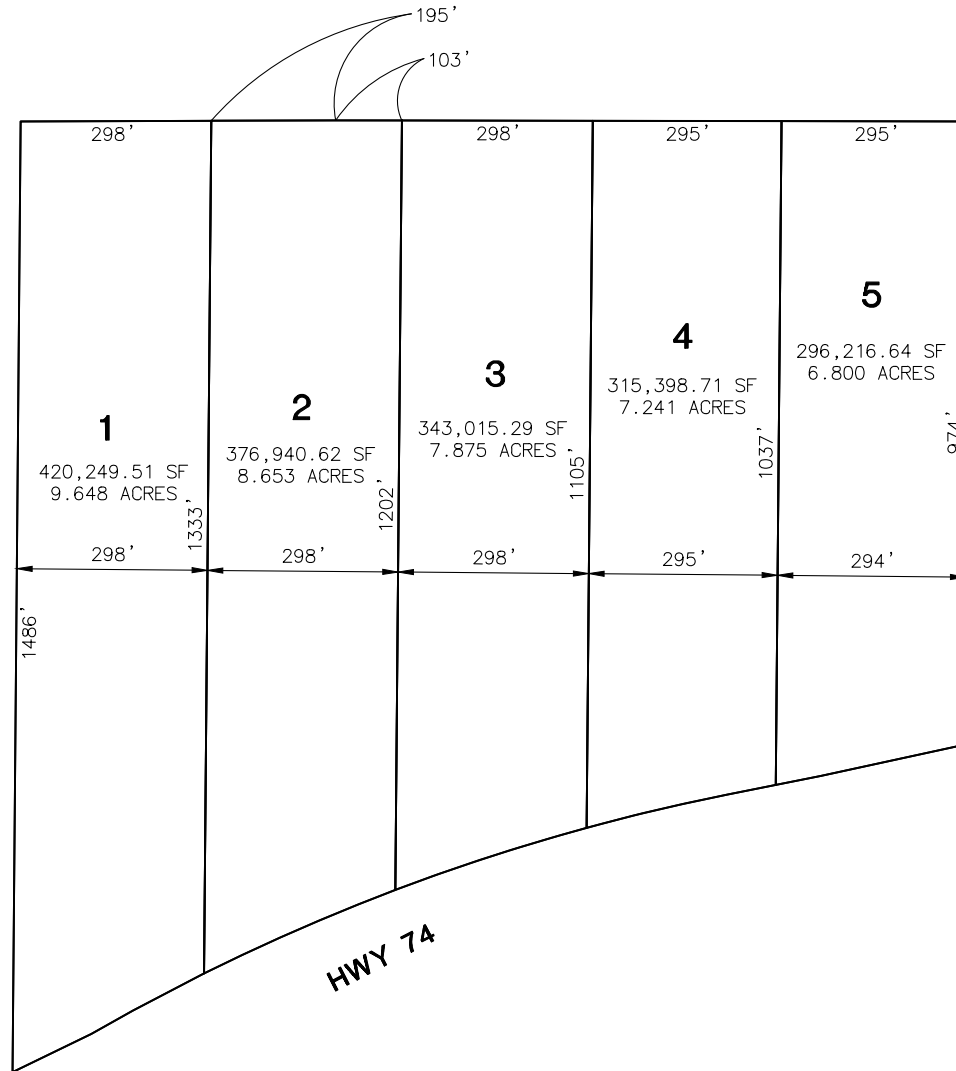 195'
103'
298'
298'
295'
295'
1
420,249.51 SF
9.648 ACRES
2
376,940.62 SF
8.653 ACRES
3
343,015.29 SF
7.875 ACRES
4
315,398.71 SF
7.241 ACRES
5
296,216.64 SF
6.800 ACRES
1486'
1333'
1202'
1105'
1037'
974'
298'
298'
298'
295'
294'
HWY 74